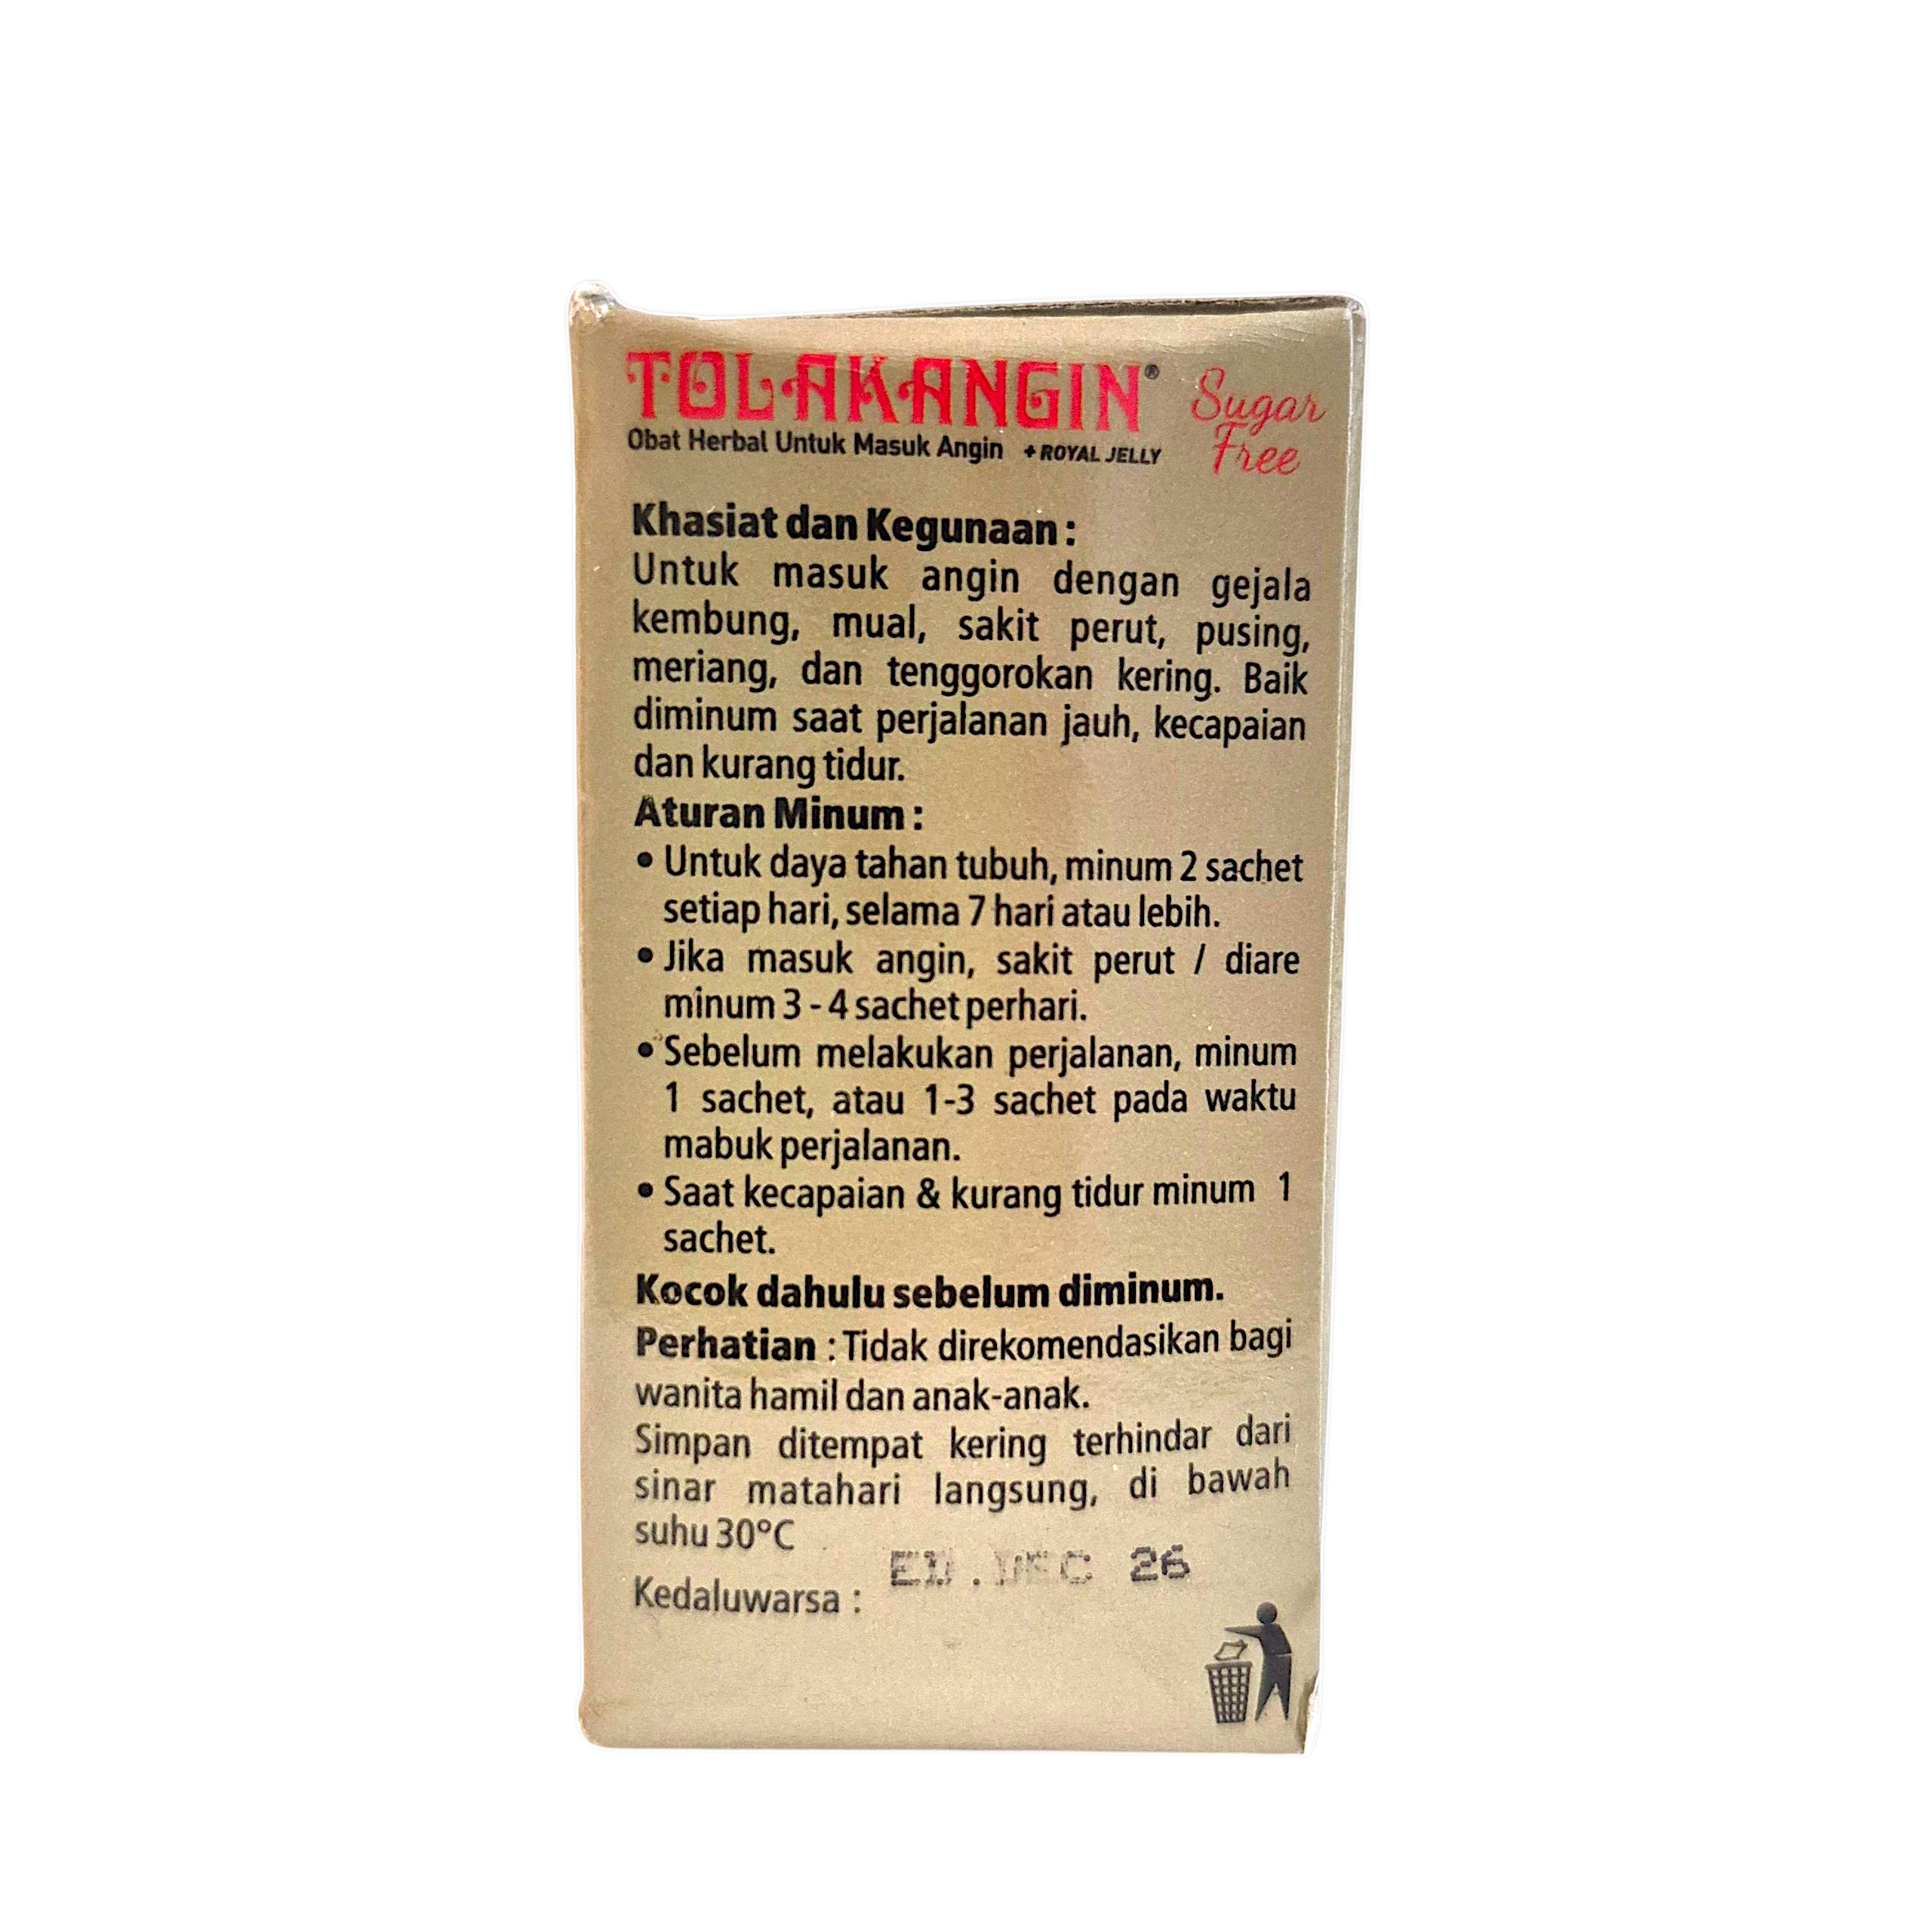 TOLAK ANGIN® Sugar
Free
Obat Herbal Untuk Masuk Angin + ROYAL JELLY
Khasiat dan Kegunaan :
Untuk masuk angin dengan gejala
kembung, mual, sakit perut, pusing,
meriang, dan tenggorokan kering. Baik
diminum saat perjalanan jauh, kecapaian
dan kurang tidur.
Aturan Minum :
• Untuk daya tahan tubuh, minum 2 sachet
setiap hari, selama 7 hari atau lebih.
• Jika masuk angin, sakit perut / diare
minum 3 - 4 sachet perhari.
• Sebelum melakukan perjalanan, minum
1 sachet, atau 1-3 sachet pada waktu
mabuk perjalanan.
• Saat kecapaian & kurang tidur minum 1
sachet.
Kocok dahulu sebelum diminum.
Perhatian : Tidak direkomendasikan bagi
wanita hamil dan anak-anak.
Simpan ditempat kering terhindar dari
sinar matahari langsung, di bawah
suhu 30°C
Kedaluwarsa : ED. DEC 26